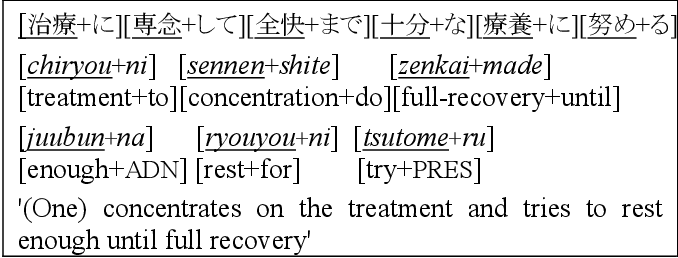 [治療+に][専念+して][全快+まで][十分+な][療養+に][努め+る]
[chiryou+ni] [sennen+shite] [zenkai+made]
[treatment+to][concentration+do][full-recovery+until]
[juubun+na] [ryouyou+ni] [tsutome+ru]
[enough+ADN] [rest+for] [try+PRES]
'(One) concentrates on the treatment and tries to rest
enough until full recovery'